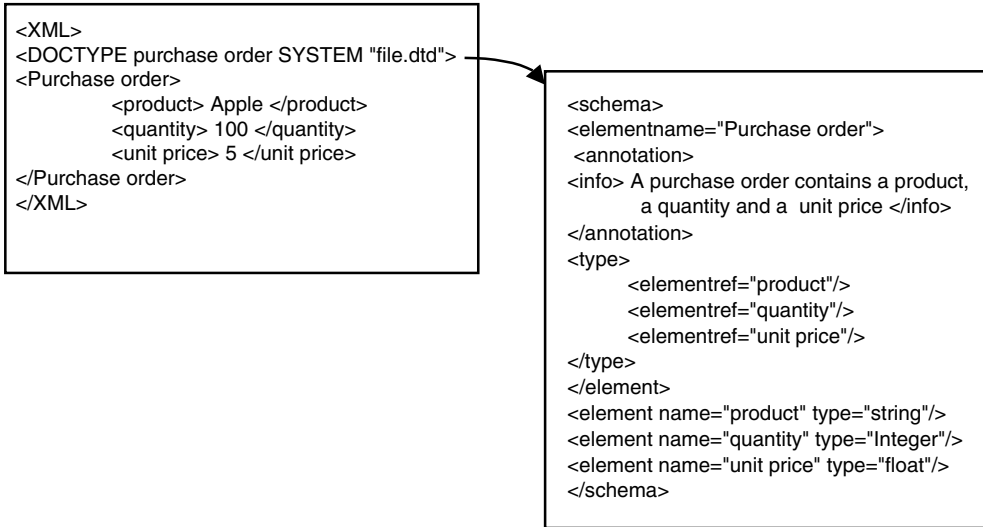 <XML>
<DOCTYPE purchase order SYSTEM "file.dtd">
<Purchase order>
<product> Apple </product>
<quantity> 100 </quantity>
<unit price> 5 </unit price>
</Purchase order>
</XML>
<schema>
<elementname="Purchase order">
<annotation>
<info> A purchase order contains a product,
a quantity and a unit price </info>
</annotation>
<type>
<elementref="product"/>
<elementref="quantity"/>
<elementref="unit price"/>
</type>
</element>
<element name="product" type="string"/>
<element name="quantity" type="Integer"/>
<element name="unit price" type="float"/>
</schema>